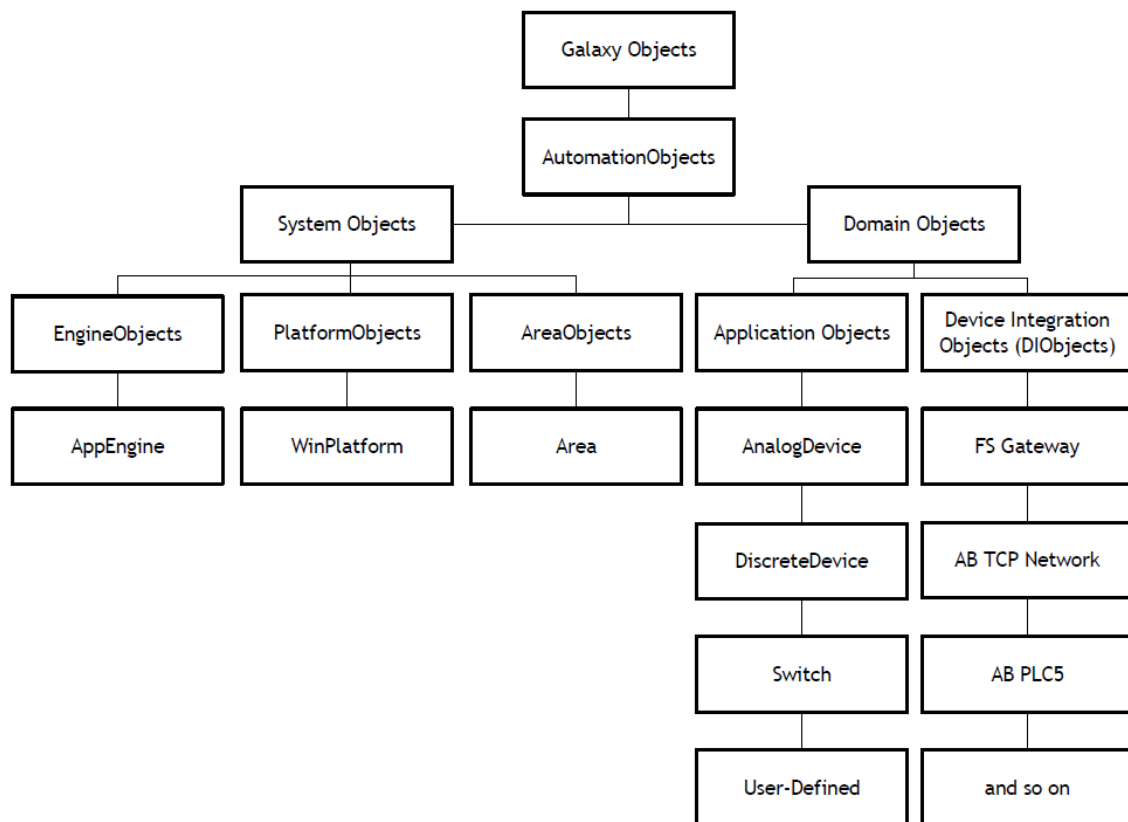 Galaxy Objects
AutomationObjects
System Objects
Domain Objects
EngineObjects
PlatformObjects
AreaObjects
Application Objects
Device Integration
Objects (DIObjects)
AppEngine
WinPlatform
Area
AnalogDevice
FS Gateway
DiscreteDevice
AB TCP Network
Switch
AB PLC5
User-Defined
and so on